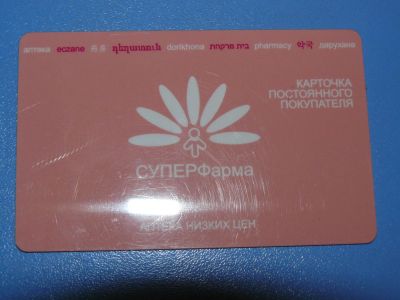 аптека eczane դեղատուն dorikhona בית מרקחת pharmacy 약국 дарухана
КАРТОЧКА
ПОСТОЯННОГО
ПОКУПАТЕЛЯ
СУПЕРФарма
АПТЕКА НИЗКИХ ЦЕН